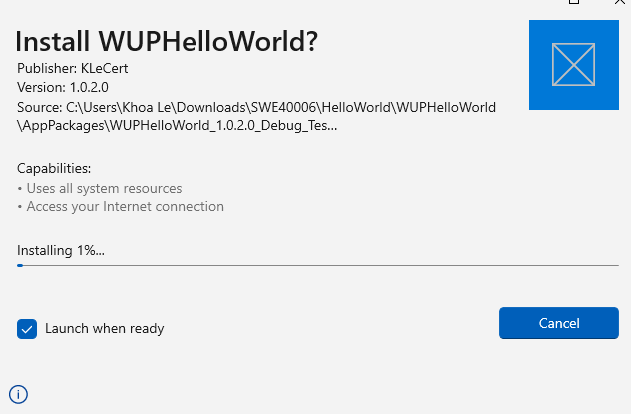 Install WUPHelloWorld?
Publisher: KLeCert
Version: 1.0.2.0
Source: C:\Users\Khoa Le\Downloads\SWE40006\HelloWorld\WUPHelloWorld
\AppPackages\WUPHelloWorld_1.0.2.0_Debug_Tes...
Capabilities:
• Uses all system resources
• Access your Internet connection
Installing 1%...
Launch when ready
Cancel